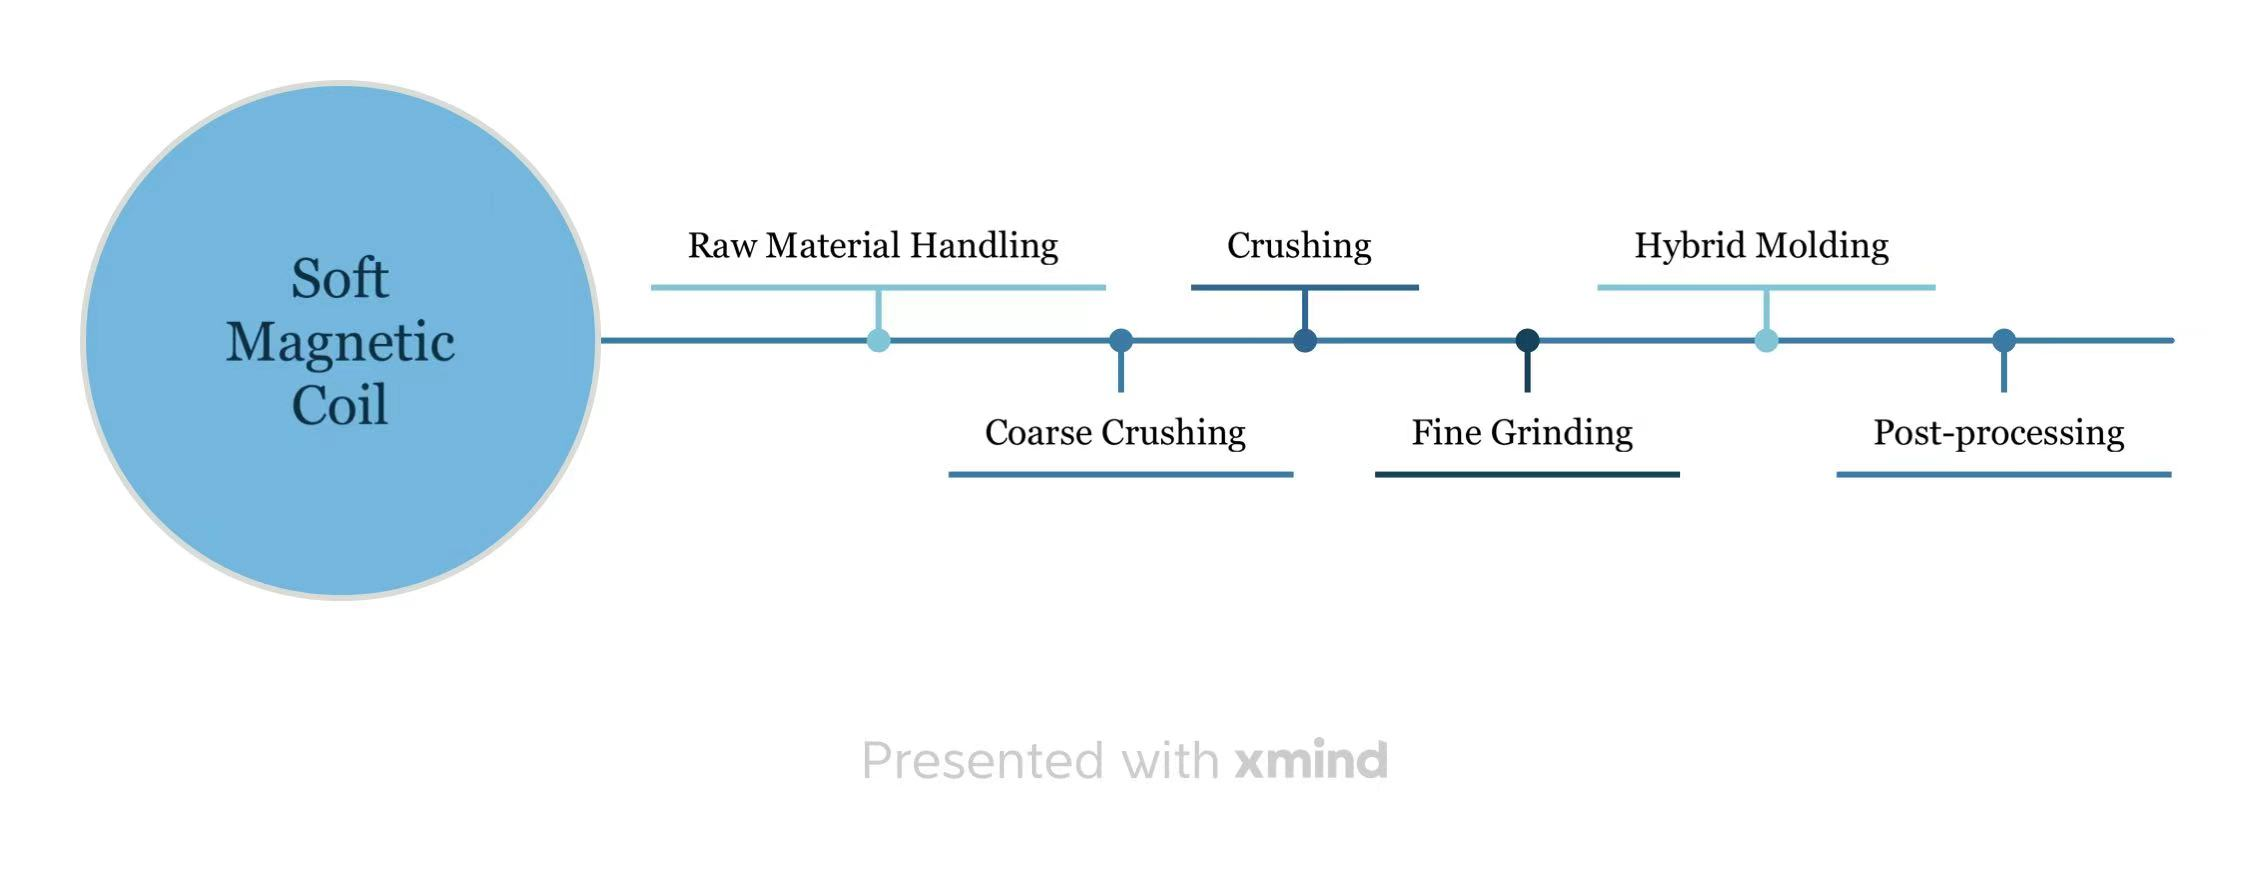 Soft
Magnetic
Coil
Raw Material Handling
Coarse Crushing
Crushing
Fine Grinding
Hybrid Molding
Post-processing
Presented with xmind